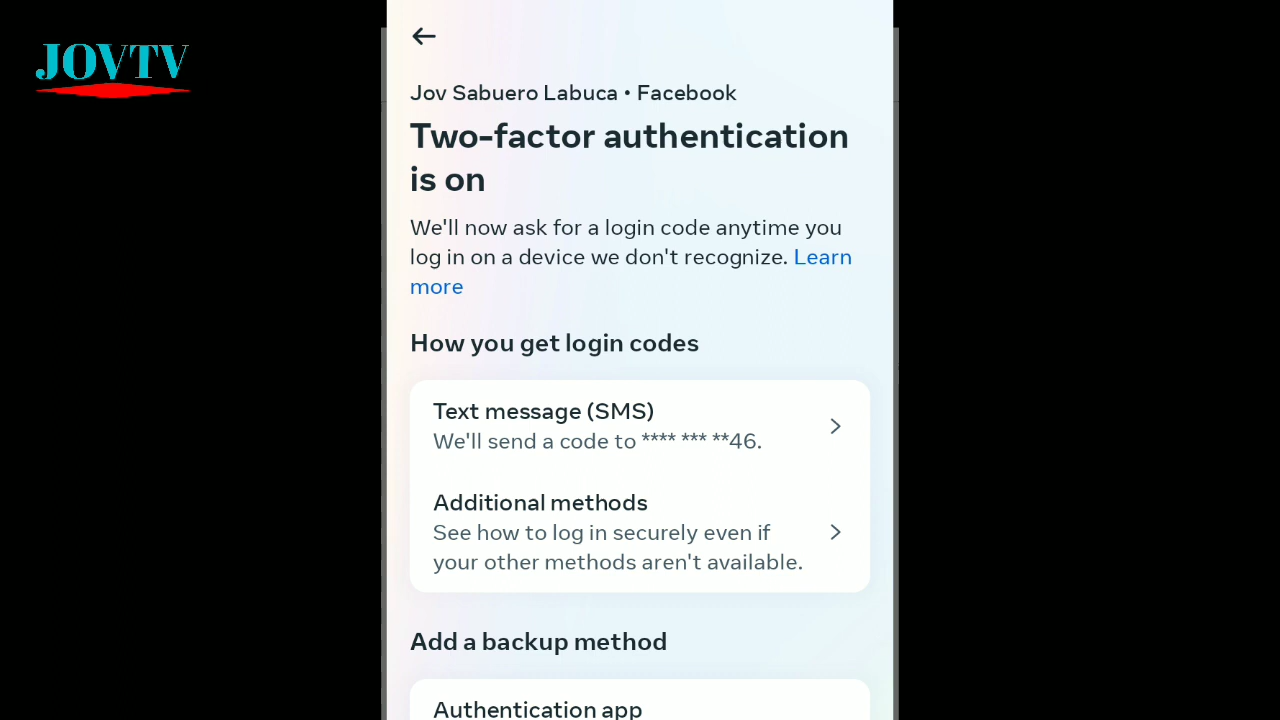 JOVTV
Jov Sabuero Labuca • Facebook
Two-factor authentication
is on
We'll now ask for a login code anytime you
log in on a device we don't recognize. Learn
more
How you get login codes
Text message (SMS)
We'll send a code to **** *** **46.
Additional methods
See how to log in securely even if
your other methods aren't available.
Add a backup method
Authentication app